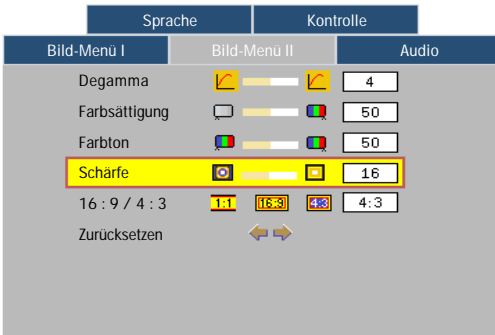 Sprache Kontrolle
Bild-Menü I Bild-Menü II Audio
Degamma 4
Farbsättigung 50
Farbton 50
Schärfe 16
16 : 9 / 4 : 3 1:1 16:9 4:3 4:3
Zurücksetzen